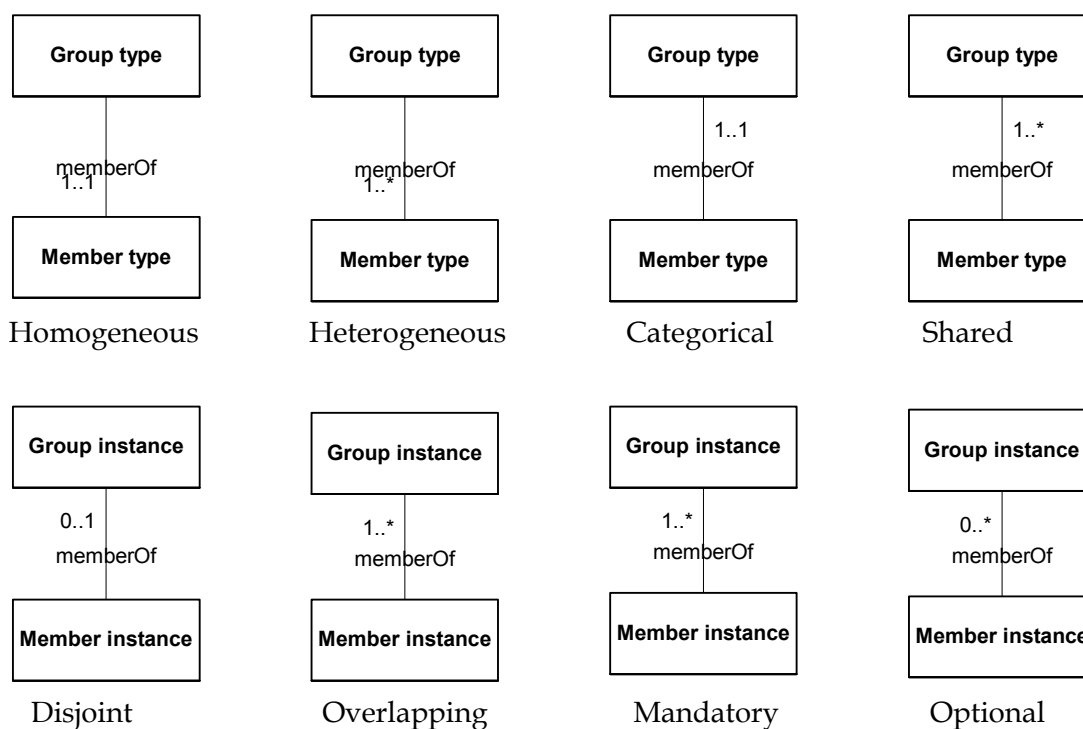 Group type
Group type
Group type
Group type
1..1
1..*
memberOf
memberOf
memberOf
memberOf
1..1
1..*
Member type
Member type
Member type
Member type
Homogeneous
Heterogeneous
Categorical
Shared
Group instance
Group instance
Group instance
Group instance
0..1
1..*
1..*
0..*
memberOf
memberOf
memberOf
memberOf
Member instance
Member instance
Member instance
Member instance
Disjoint
Overlapping
Mandatory
Optional